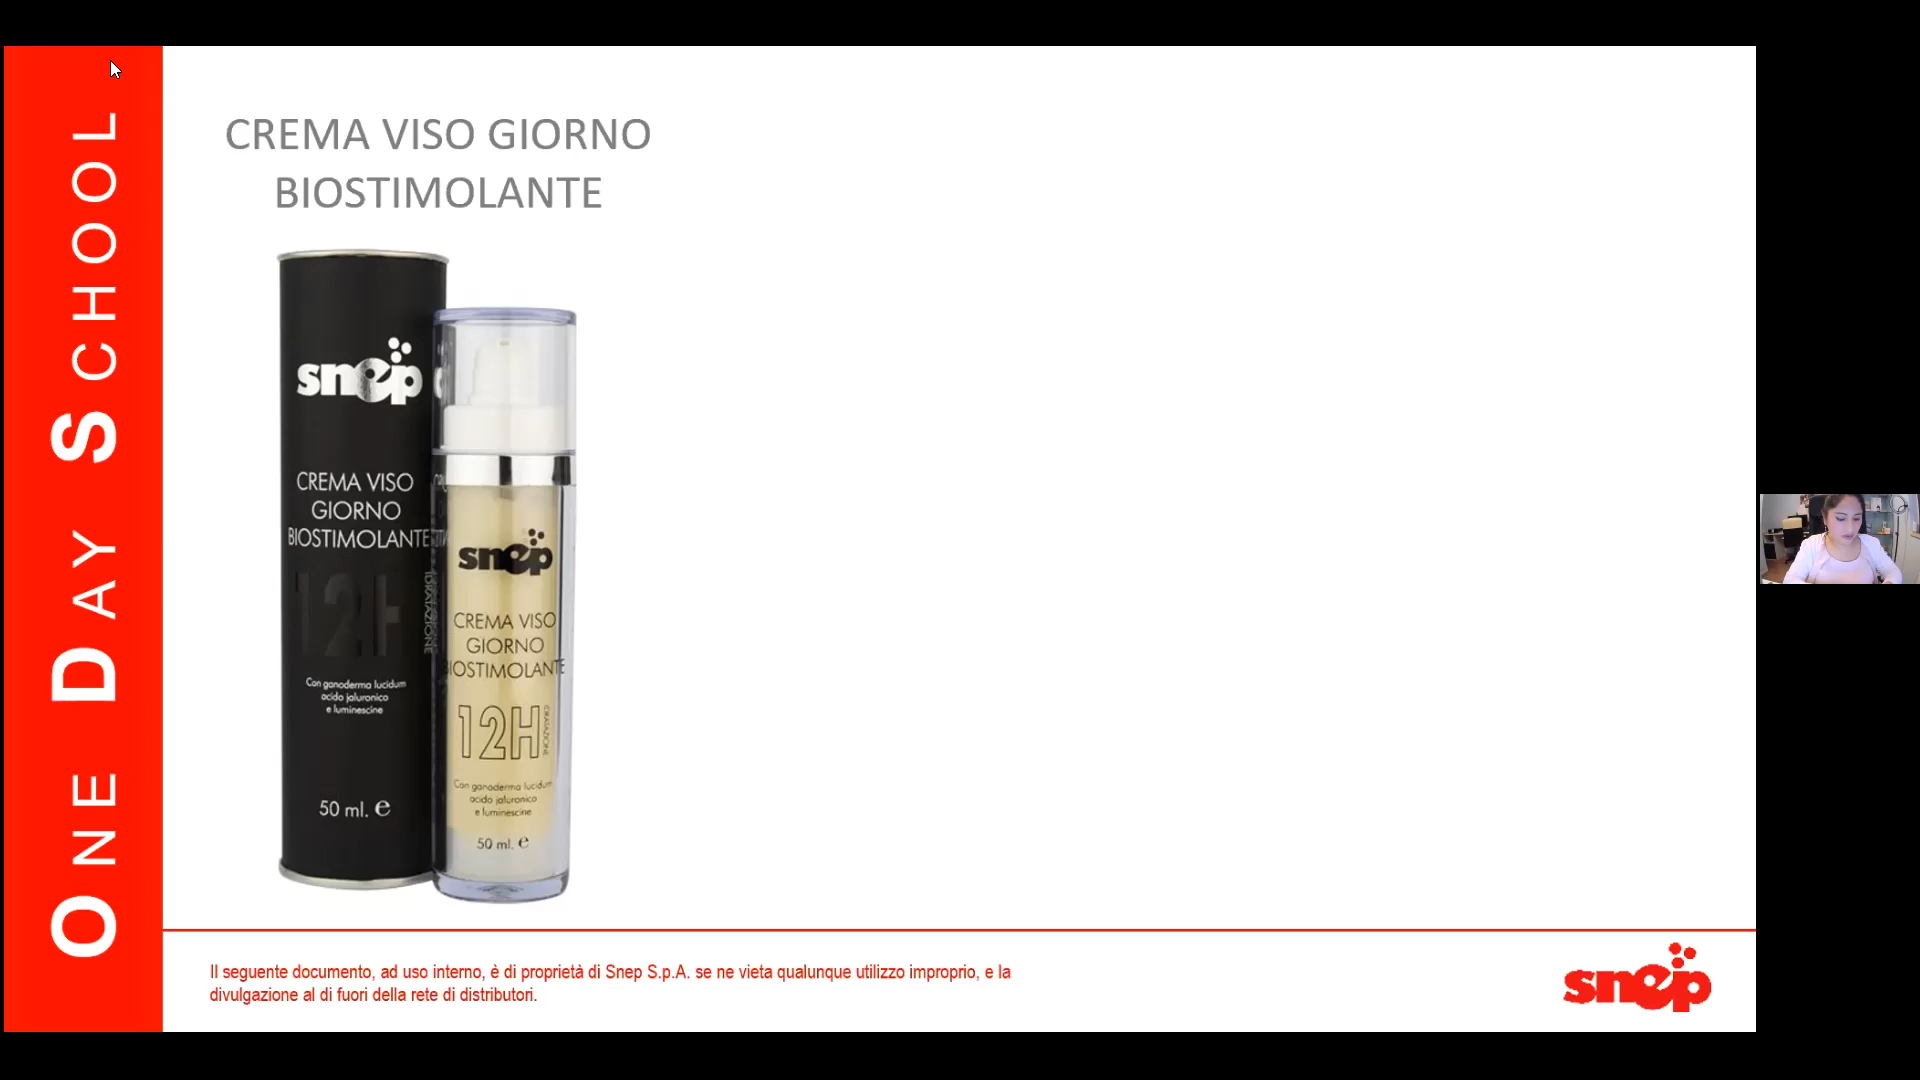 ONE DAY SCHOOL
CREMA VISO GIORNO
BIOSTIMOLANTE
snep
CREMA VISO
GIORNO
BIOSTIMOLANTE
12H
IDRATAZIONE
Con ganoderma lucidum
acido jaluronico
e luminescine
50 ml. e
snep
CREMA VISO
GIORNO
BIOSTIMOLANTE
12H
IDRATAZIONE
Con ganoderma lucidum
acido jaluronico
e luminescine
50 ml. e
Il seguente documento, ad uso interno, è di proprietà di Snep S.p.A. se ne vieta qualunque utilizzo improprio, e la
divulgazione al di fuori della rete di distributori.
snep